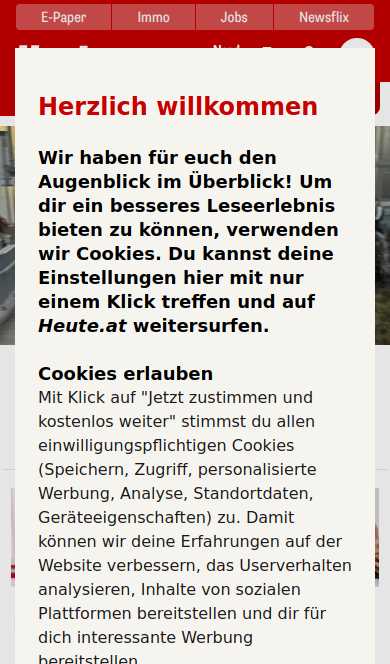 E-Paper
Immo
Jobs
Newsflix
Herzlich willkommen
Wir haben für euch den
Augenblick im Überblick! Um
dir ein besseres Leseerlebnis
bieten zu können, verwenden
wir Cookies. Du kannst deine
Einstellungen hier mit nur
einem Klick treffen und auf
Heute.at weitersurfen.
Cookies erlauben
Mit Klick auf "Jetzt zustimmen und
kostenlos weiter" stimmst du allen
einwilligungspflichtigen Cookies
(Speichern, Zugriff, personalisierte
Werbung, Analyse, Standortdaten,
Geräteeigenschaften) zu. Damit
können wir deine Erfahrungen auf der
Website verbessern, das Userverhalten
analysieren, Inhalte von sozialen
Plattformen bereitstellen und dir für
dich interessante Werbung
bereitstellen